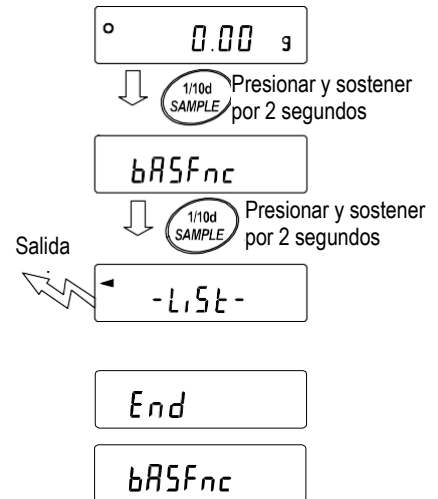 0.00 g
1/10d
SAMPLE
Presionar y sostener
por 2 segundos
bASFnc
1/10d
SAMPLE
Presionar y sostener
por 2 segundos
Salida
-LiSt-
End
bASFnc